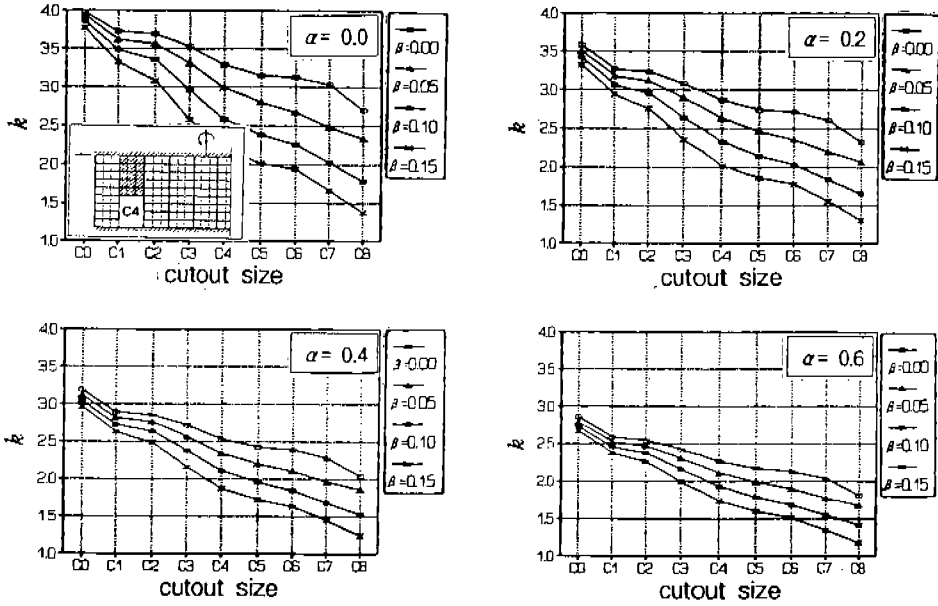 4.0
3.5
3.0
2.5
2.0
1.5
1.0
k
α = 0.0
β=0.00
β=0.05
β=0.10
β=0.15
C4
C0 C1 C2 C3 C4 C5 C6 C7 C8
cutout size
4.0
3.5
3.0
2.5
2.0
1.5
1.0
k
α = 0.2
β=0.00
β=0.05
β=0.10
β=0.15
C0 C1 C2 C3 C4 C5 C6 C7 C8
cutout size
4.0
3.5
3.0
2.5
2.0
1.5
1.0
k
α = 0.4
β=0.00
β=0.05
β=0.10
β=0.15
C0 C1 C2 C3 C4 C5 C6 C7 C8
cutout size
4.0
3.5
3.0
2.5
2.0
1.5
1.0
k
α = 0.6
β=0.00
β=0.05
β=0.10
β=0.15
C0 C1 C2 C3 C4 C5 C6 C7 C8
cutout size